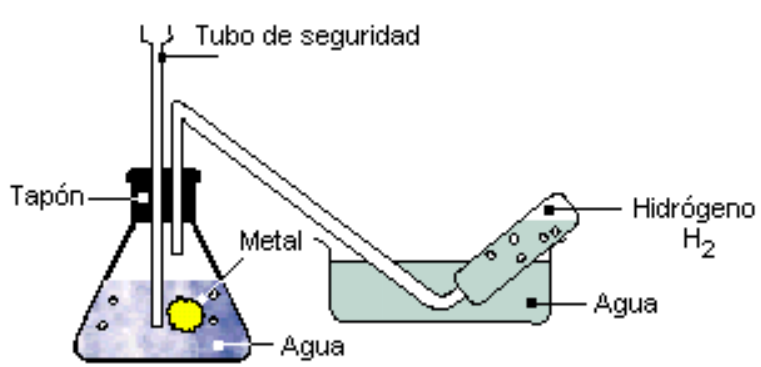 Tubo de seguridad
Tapón
Metal
Hidrógeno
H2
Agua
Agua